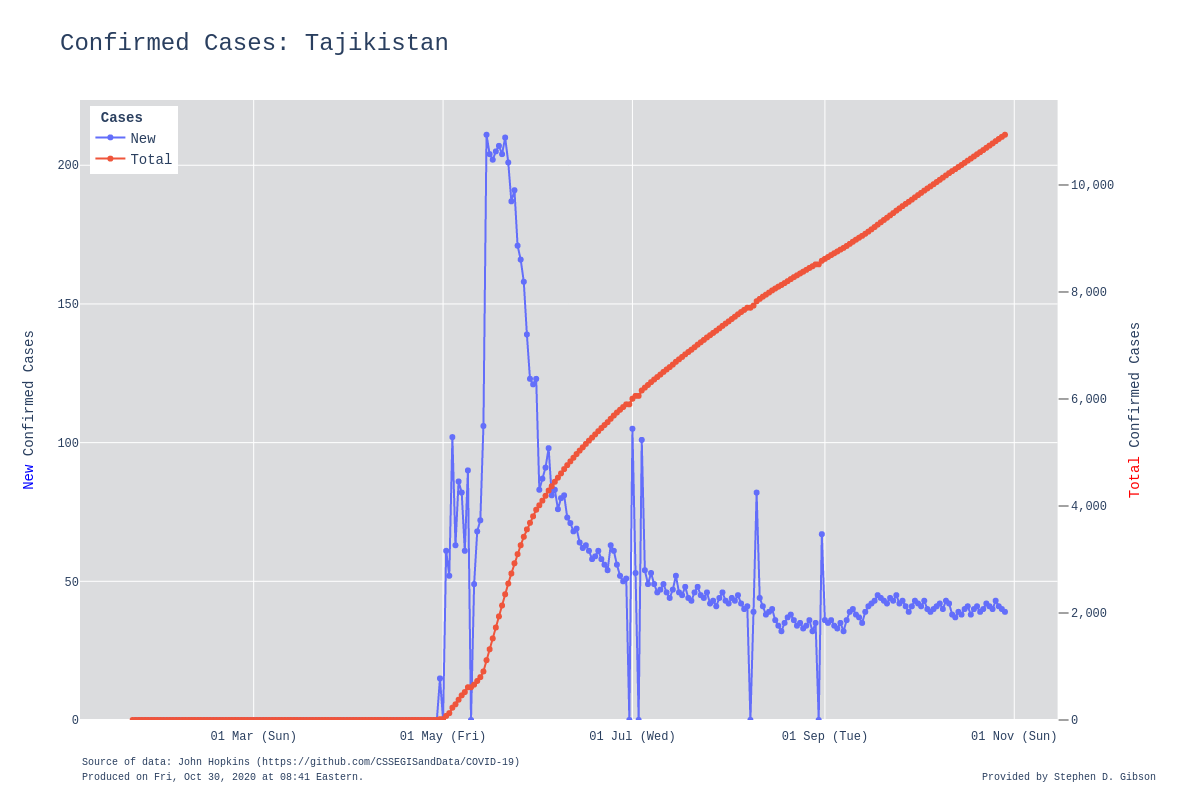 Confirmed Cases: Tajikistan
Cases
New
Total
200
150
100
50
0
New Confirmed Cases
10,000
8,000
6,000
4,000
2,000
0
Total Confirmed Cases
01 Mar (Sun)
01 May (Fri)
01 Jul (Wed)
01 Sep (Tue)
01 Nov (Sun)
Source of data: John Hopkins (https://github.com/CSSEGISandData/COVID-19)
Produced on Fri, Oct 30, 2020 at 08:41 Eastern.
Provided by Stephen D. Gibson